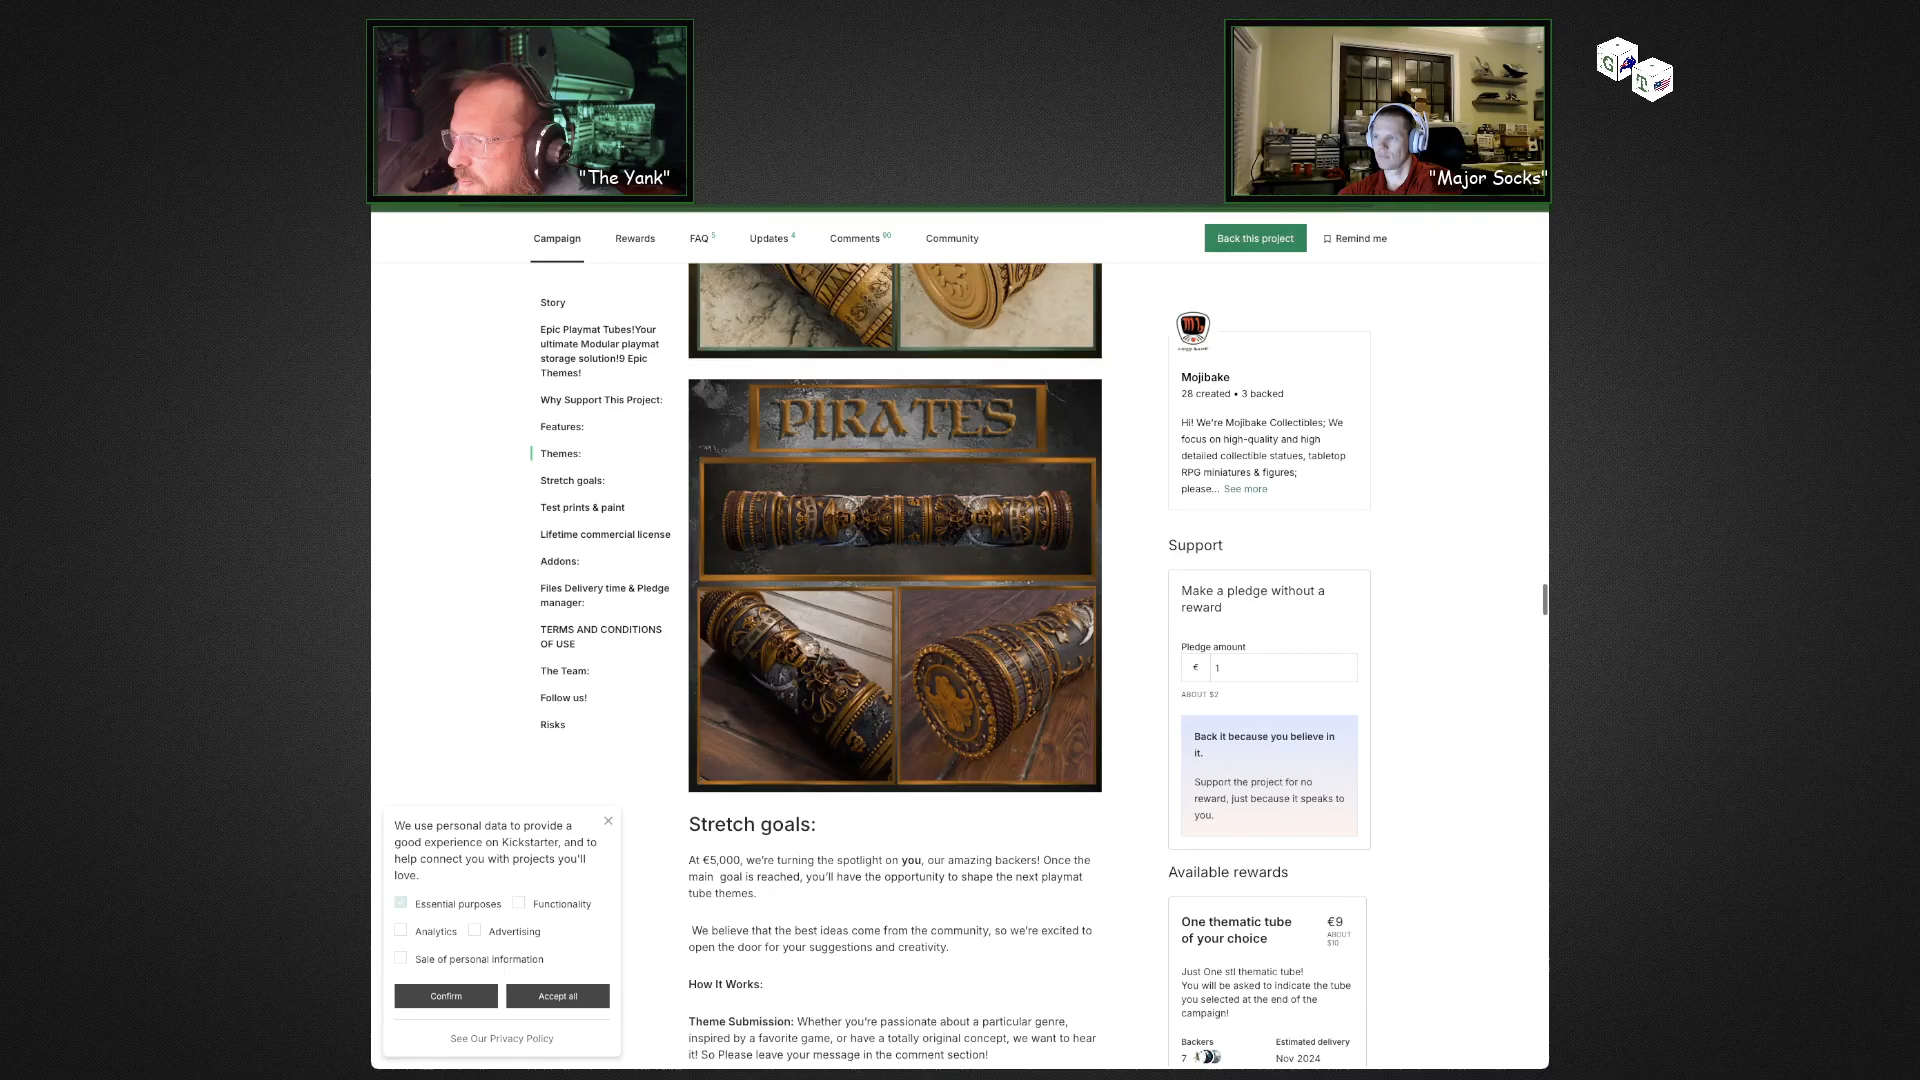 "The Yank"
"Major Socks"
G
T
Campaign
Rewards
FAQ 5
Updates 4
Comments 90
Community
Back this project
Remind me
Story
Epic Playmat Tubes!Your
ultimate Modular playmat
storage solution!9 Epic
Themes!
Why Support This Project:
Features:
Themes:
Stretch goals:
Test prints & paint
Lifetime commercial license
Addons:
Files Delivery time & Pledge
manager:
TERMS AND CONDITIONS
OF USE
The Team:
Follow us!
Risks
We use personal data to provide a
good experience on Kickstarter, and to
help connect you with projects you'll
love.
Essential purposes
Functionality
Analytics
Advertising
Sale of personal information
Confirm
Accept all
See Our Privacy Policy
PIRATES
Stretch goals:
At €5,000, we're turning the spotlight on you, our amazing backers! Once the
main goal is reached, you'll have the opportunity to shape the next playmat
tube themes.
We believe that the best ideas come from the community, so we're excited to
open the door for your suggestions and creativity.
How It Works:
Theme Submission: Whether you're passionate about a particular genre,
inspired by a favorite game, or have a totally original concept, we want to hear
it! So Please leave your message in the comment section!
Mojibake
28 created • 3 backed
Hi! We're Mojibake Collectibles; We
focus on high-quality and high
detailed collectible statues, tabletop
RPG miniatures & figures;
please... See more
Support
Make a pledge without a
reward
Pledge amount
€ 1
ABOUT $2
Back it because you believe in
it.
Support the project for no
reward, just because it speaks to
you.
Available rewards
One thematic tube
of your choice
€9
ABOUT
$10
Just One stl thematic tube!
You will be asked to indicate the tube
you selected at the end of the
campaign!
Backers
7
Estimated delivery
Nov 2024